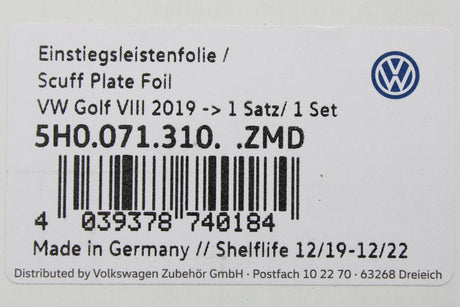 Einstiegsleistenfolie /
Scuff Plate Foil
VW Golf VIII 2019 -> 1 Satz/ 1 Set
5H0.071.310. .ZMD
4 039378 740184
Made in Germany // Shelflife 12/19-12/22
Distributed by Volkswagen Zubehör GmbH · Postfach 10 22 70 · 63268 Dreieich